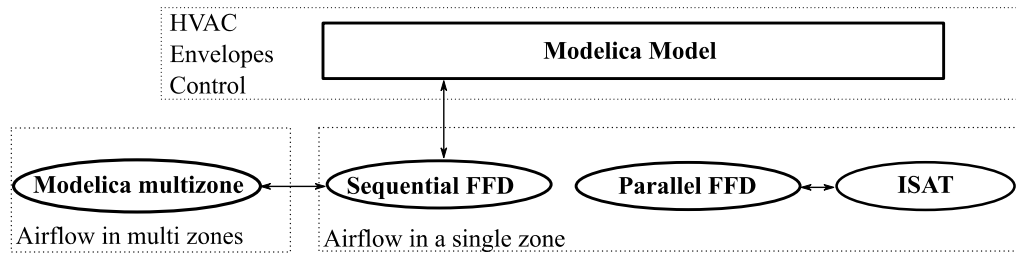 HVAC
Envelopes
Control
Modelica Model
Modelica multizone
Sequential FFD
Parallel FFD
ISAT
Airflow in multi zones
Airflow in a single zone